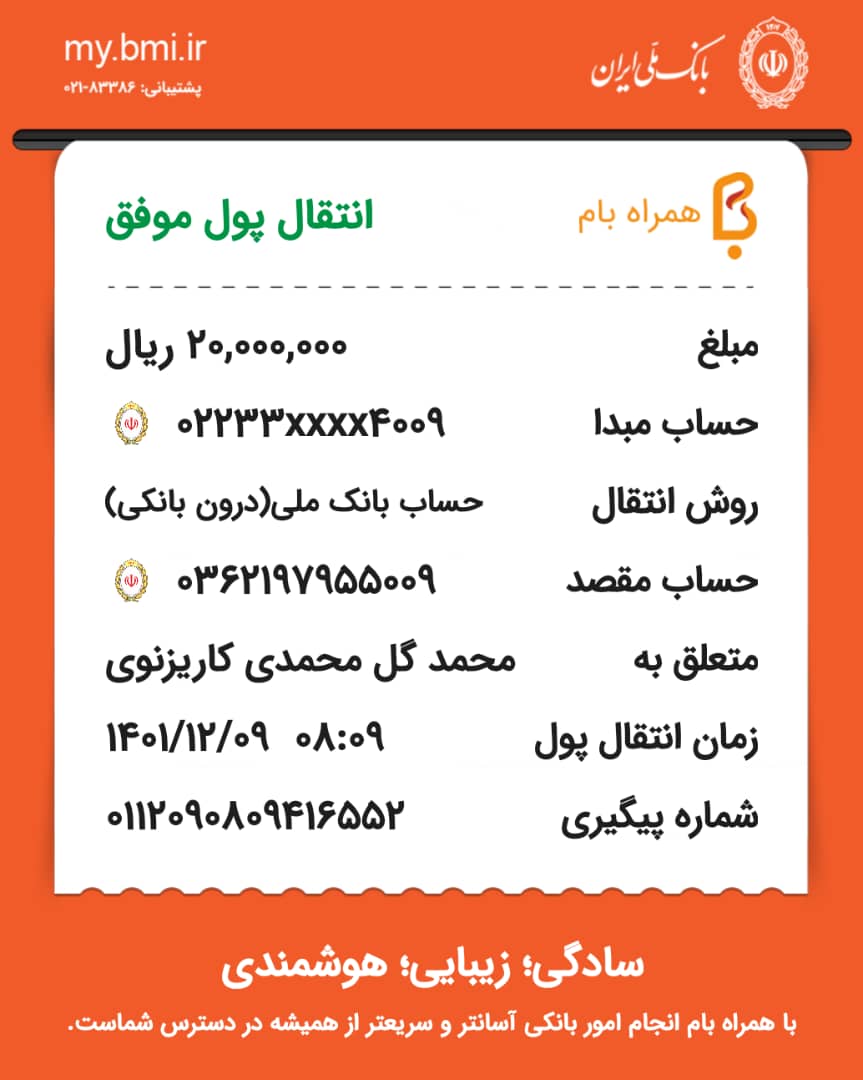 بانک ملی ایران
my.bmi.ir
پشتیبانی: ۸۳۳۸۶-۰۲۱
همراه بام
انتقال پول موفق
مبلغ ۲۰,۰۰۰,۰۰۰ ریال
حساب مبدا ۰۲۲۳۳xxxx۴۰۰۹
روش انتقال حساب بانک ملی(درون بانکی)
حساب مقصد ۰۳۶۲۱۹۷۹۵۵۰۰۹
متعلق به محمد گل محمدی کاریزنوی
زمان انتقال پول ۰۸:۰۹ ۱۴۰۱/۱۲/۰۹
شماره پیگیری ۰۱۱۲۰۹۰۸۰۹۴۱۶۵۵۲
سادگی؛ زیبایی؛ هوشمندی
با همراه بام انجام امور بانکی آسانتر و سریعتر از همیشه در دسترس شماست.